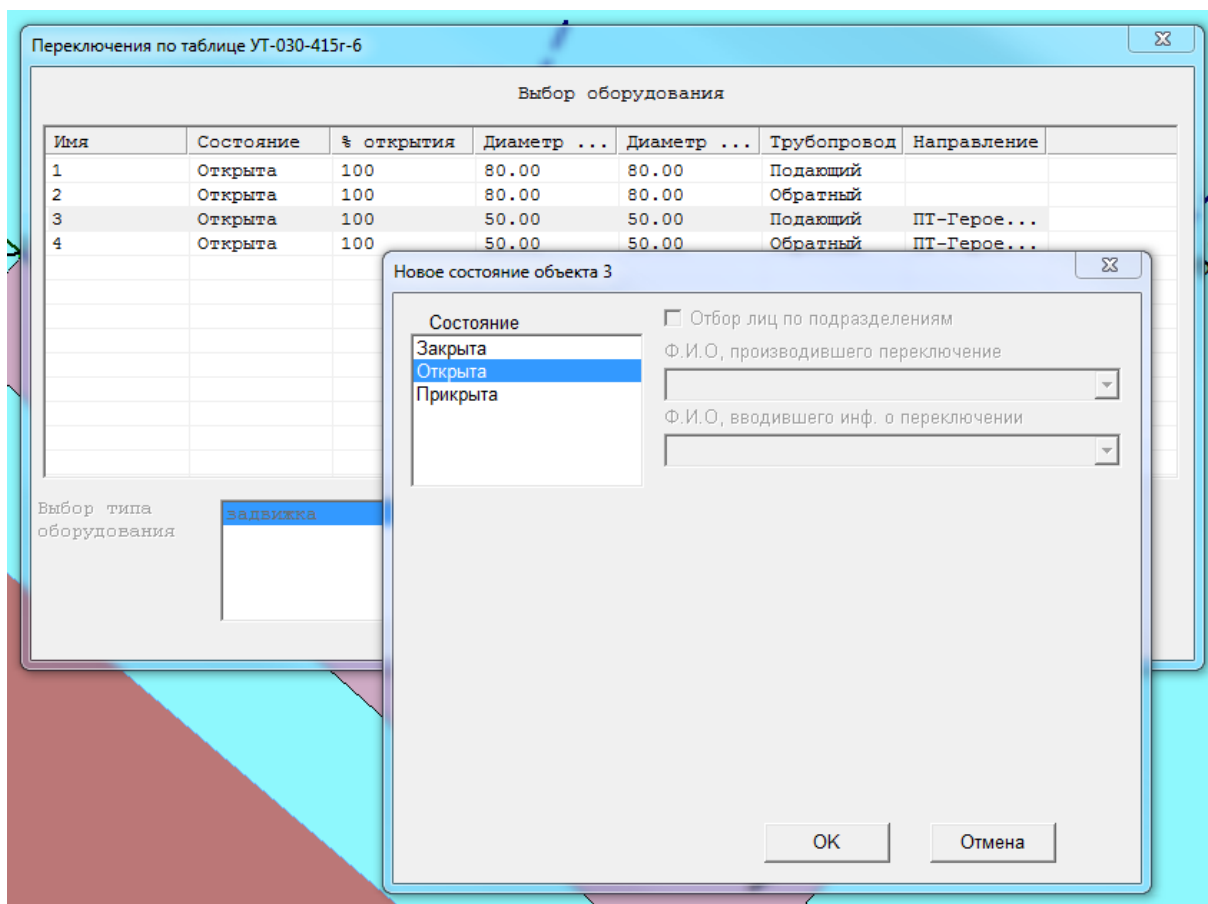 Переключения по таблице УТ-030-415г-6
Выбор оборудования
Имя Состояние % открытия Диаметр ... Диаметр ... Трубопровод Направление
1 Открыта 100 80.00 80.00 Подающий
2 Открыта 100 80.00 80.00 Обратный
3 Открыта 100 50.00 50.00 Подающий ПТ-Герое...
4 Открыта 100 50.00 50.00 Обратный ПТ-Герое...
Новое состояние объекта 3
Состояние
Закрыта
Открыта
Прикрыта
Отбор лиц по подразделениям
Ф.И.О, производившего переключение
Ф.И.О, вводившего инф. о переключении
Выбор типа
оборудования
задвижка
OK
Отмена